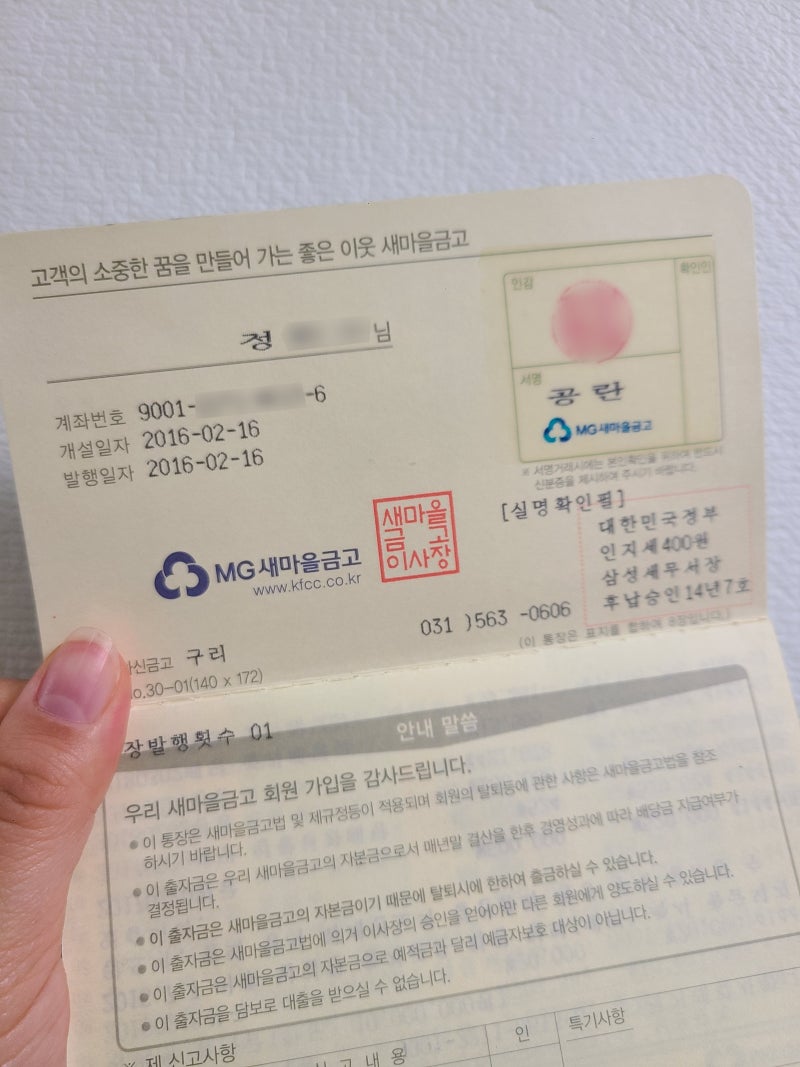 고객의 소중한 꿈을 만들어 가는 좋은 이웃 새마을금고
정 님
계좌번호 9001- -6
개설일자 2016-02-16
발행일자 2016-02-16
인감
확인인
서명
공란
MG새마을금고
※ 서명거래시에는 본인확인을 위하여 반드시
신분증을 제시하여 주시기 바랍니다.
[실명확인필]
대한민국정부
인지세400원
삼성세무서장
후납승인14년7호
새마을
금고
이사장
MG새마을금고
www.kfcc.co.kr
031 )563 -0606
(이 통장은 표지를 합하여 8장입니다.)
구리
No.30-01(140 x 172)
장발행횟수 01
안내 말씀
우리 새마을금고 회원 가입을 감사드립니다.
● 이 통장은 새마을금고법 및 제규정등이 적용되며 회원의 탈퇴등에 관한 사항은 새마을금고법을 참조
하시기 바랍니다.
● 이 출자금은 우리 새마을금고의 자본금으로서 매년말 결산을 한후 경영성과에 따라 배당금 지급여부가
결정됩니다.
● 이 출자금은 새마을금고의 자본금이기 때문에 탈퇴시에 한하여 출금하실 수 있습니다.
● 이 출자금은 새마을금고법에 의거 이사장의 승인을 얻어야만 다른 회원에게 양도하실 수 있습니다.
● 이 출자금은 새마을금고의 자본금으로 예적금과 달리 예금자보호 대상이 아닙니다.
● 이 출자금을 담보로 대출을 받으실 수 없습니다.
※ 제 신고사항
신고내용
인
특기사항